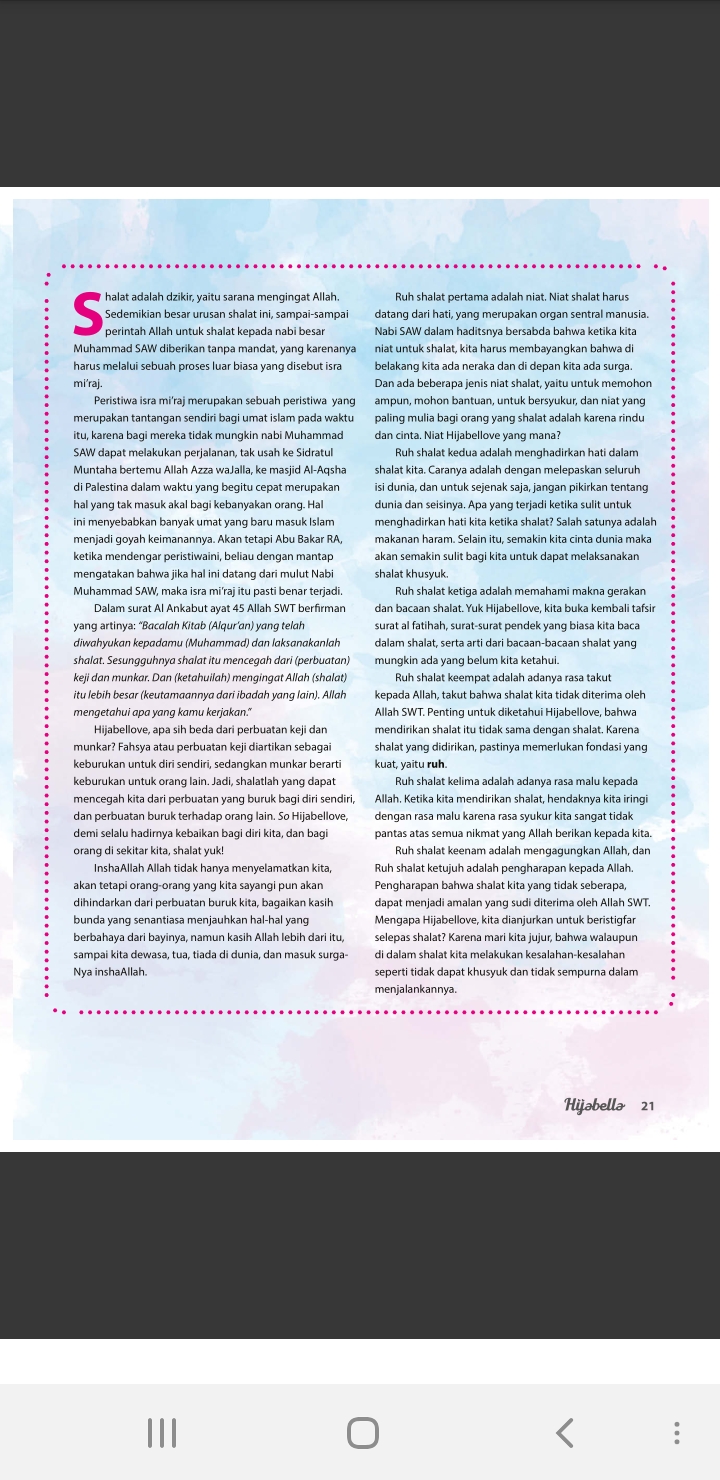 Shalat adalah dzikir, yaitu sarana mengingat Allah.
Sedemikian besar urusan shalat ini, sampai-sampai
perintah Allah untuk shalat kepada nabi besar
Muhammad SAW diberikan tanpa mandat, yang karenanya
harus melalui sebuah proses luar biasa yang disebut isra
mi'raj.
Peristiwa isra mi'raj merupakan sebuah peristiwa  yang
merupakan tantangan sendiri bagi umat islam pada waktu
itu, karena bagi mereka tidak mungkin nabi Muhammad
SAW dapat melakukan perjalanan, tak usah ke Sidratul
Muntaha bertemu Allah Azza waJalla, ke masjid Al-Aqsha
di Palestina dalam waktu yang begitu cepat merupakan
hal yang tak masuk akal bagi kebanyakan orang. Hal
ini menyebabkan banyak umat yang baru masuk Islam
menjadi goyah keimanannya. Akan tetapi Abu Bakar RA,
ketika mendengar peristiwaini, beliau dengan mantap
mengatakan bahwa jika hal ini datang dari mulut Nabi
Muhammad SAW, maka isra mi'raj itu pasti benar terjadi.
Dalam surat Al Ankabut ayat 45 Allah SWT berfirman
yang artinya: "Bacalah Kitab (Alqur'an) yang telah
diwahyukan kepadamu (Muhammad) dan laksanakanlah
shalat. Sesungguhnya shalat itu mencegah dari (perbuatan)
keji dan munkar. Dan (ketahuilah) mengingat Allah (shalat)
itu lebih besar (keutamaannya dari ibadah yang lain). Allah
mengetahui apa yang kamu kerjakan."
Hijabellove, apa sih beda dari perbuatan keji dan
munkar? Fahsya atau perbuatan keji diartikan sebagai
keburukan untuk diri sendiri, sedangkan munkar berarti
keburukan untuk orang lain. Jadi, shalatlah yang dapat
mencegah kita dari perbuatan yang buruk bagi diri sendiri,
dan perbuatan buruk terhadap orang lain. So Hijabellove,
demi selalu hadirnya kebaikan bagi diri kita, dan bagi
orang di sekitar kita, shalat yuk!
InshaAllah Allah tidak hanya menyelamatkan kita,
akan tetapi orang-orang yang kita sayangi pun akan
dihindarkan dari perbuatan buruk kita, bagaikan kasih
bunda yang senantiasa menjauhkan hal-hal yang
berbahaya dari bayinya, namun kasih Allah lebih dari itu,
sampai kita dewasa, tua, tiada di dunia, dan masuk surga-
Nya inshaAllah.
Ruh shalat pertama adalah niat. Niat shalat harus
datang dari hati, yang merupakan organ sentral manusia.
Nabi SAW dalam haditsnya bersabda bahwa ketika kita
niat untuk shalat, kita harus membayangkan bahwa di
belakang kita ada neraka dan di depan kita ada surga.
Dan ada beberapa jenis niat shalat, yaitu untuk memohon
ampun, mohon bantuan, untuk bersyukur, dan niat yang
paling mulia bagi orang yang shalat adalah karena rindu
dan cinta. Niat Hijabellove yang mana?
Ruh shalat kedua adalah menghadirkan hati dalam
shalat kita. Caranya adalah dengan melepaskan seluruh
isi dunia, dan untuk sejenak saja, jangan pikirkan tentang
dunia dan seisinya. Apa yang terjadi ketika sulit untuk
menghadirkan hati kita ketika shalat? Salah satunya adalah
makanan haram. Selain itu, semakin kita cinta dunia maka
akan semakin sulit bagi kita untuk dapat melaksanakan
shalat khusyuk.
Ruh shalat ketiga adalah memahami makna gerakan
dan bacaan shalat. Yuk Hijabellove, kita buka kembali tafsir
surat al fatihah, surat-surat pendek yang biasa kita baca
dalam shalat, serta arti dari bacaan-bacaan shalat yang
mungkin ada yang belum kita ketahui.
Ruh shalat keempat adalah adanya rasa takut
kepada Allah, takut bahwa shalat kita tidak diterima oleh
Allah SWT. Penting untuk diketahui Hijabellove, bahwa
mendirikan shalat itu tidak sama dengan shalat. Karena
shalat yang didirikan, pastinya memerlukan fondasi yang
kuat, yaitu ruh.
Ruh shalat kelima adalah adanya rasa malu kepada
Allah. Ketika kita mendirikan shalat, hendaknya kita iringi
dengan rasa malu karena rasa syukur kita sangat tidak
pantas atas semua nikmat yang Allah berikan kepada kita.
Ruh shalat keenam adalah mengagungkan Allah, dan
Ruh shalat ketujuh adalah pengharapan kepada Allah.
Pengharapan bahwa shalat kita yang tidak seberapa,
dapat menjadi amalan yang sudi diterima oleh Allah SWT.
Mengapa Hijabellove, kita dianjurkan untuk beristigfar
selepas shalat? Karena mari kita jujur, bahwa walaupun
di dalam shalat kita melakukan kesalahan-kesalahan
seperti tidak dapat khusyuk dan tidak sempurna dalam
menjalankannya.
Hijabella 21